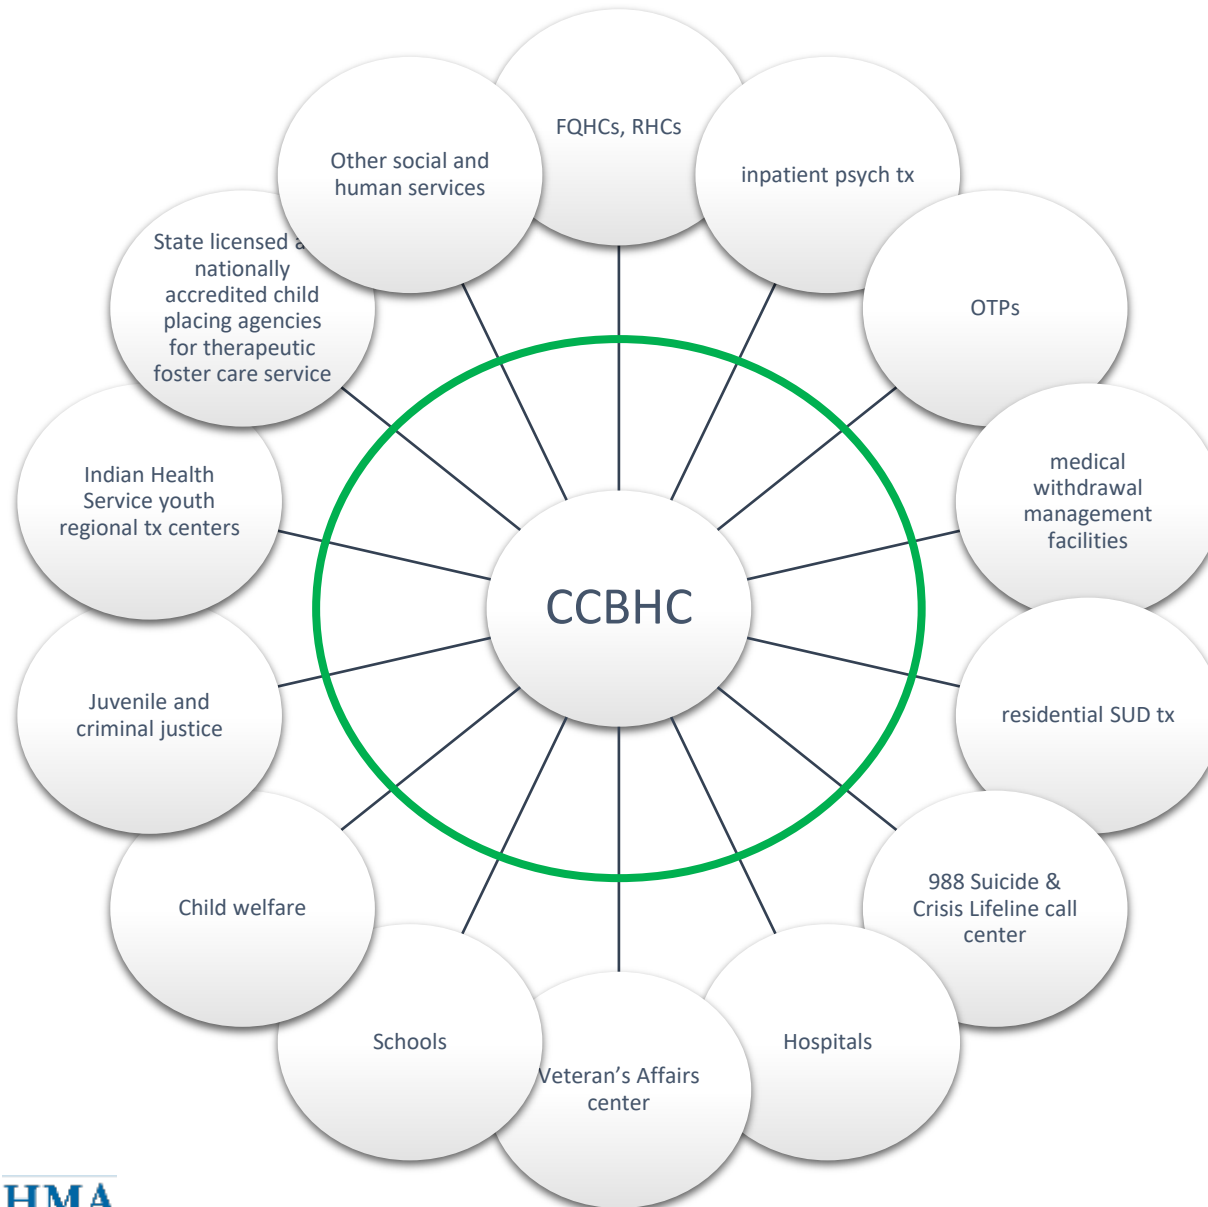 FQHCs, RHCs
inpatient psych tx
OTPs
medical
withdrawal
management
facilities
residential SUD tx
988 Suicide &
Crisis Lifeline call
center
Hospitals
Veteran’s Affairs
center
Schools
Child welfare
Juvenile and
criminal justice
Indian Health
Service youth
regional tx centers
State licensed
nationally
accredited child
placing agencies
for therapeutic
foster care service
Other social and
human services
CCBHC
HMA